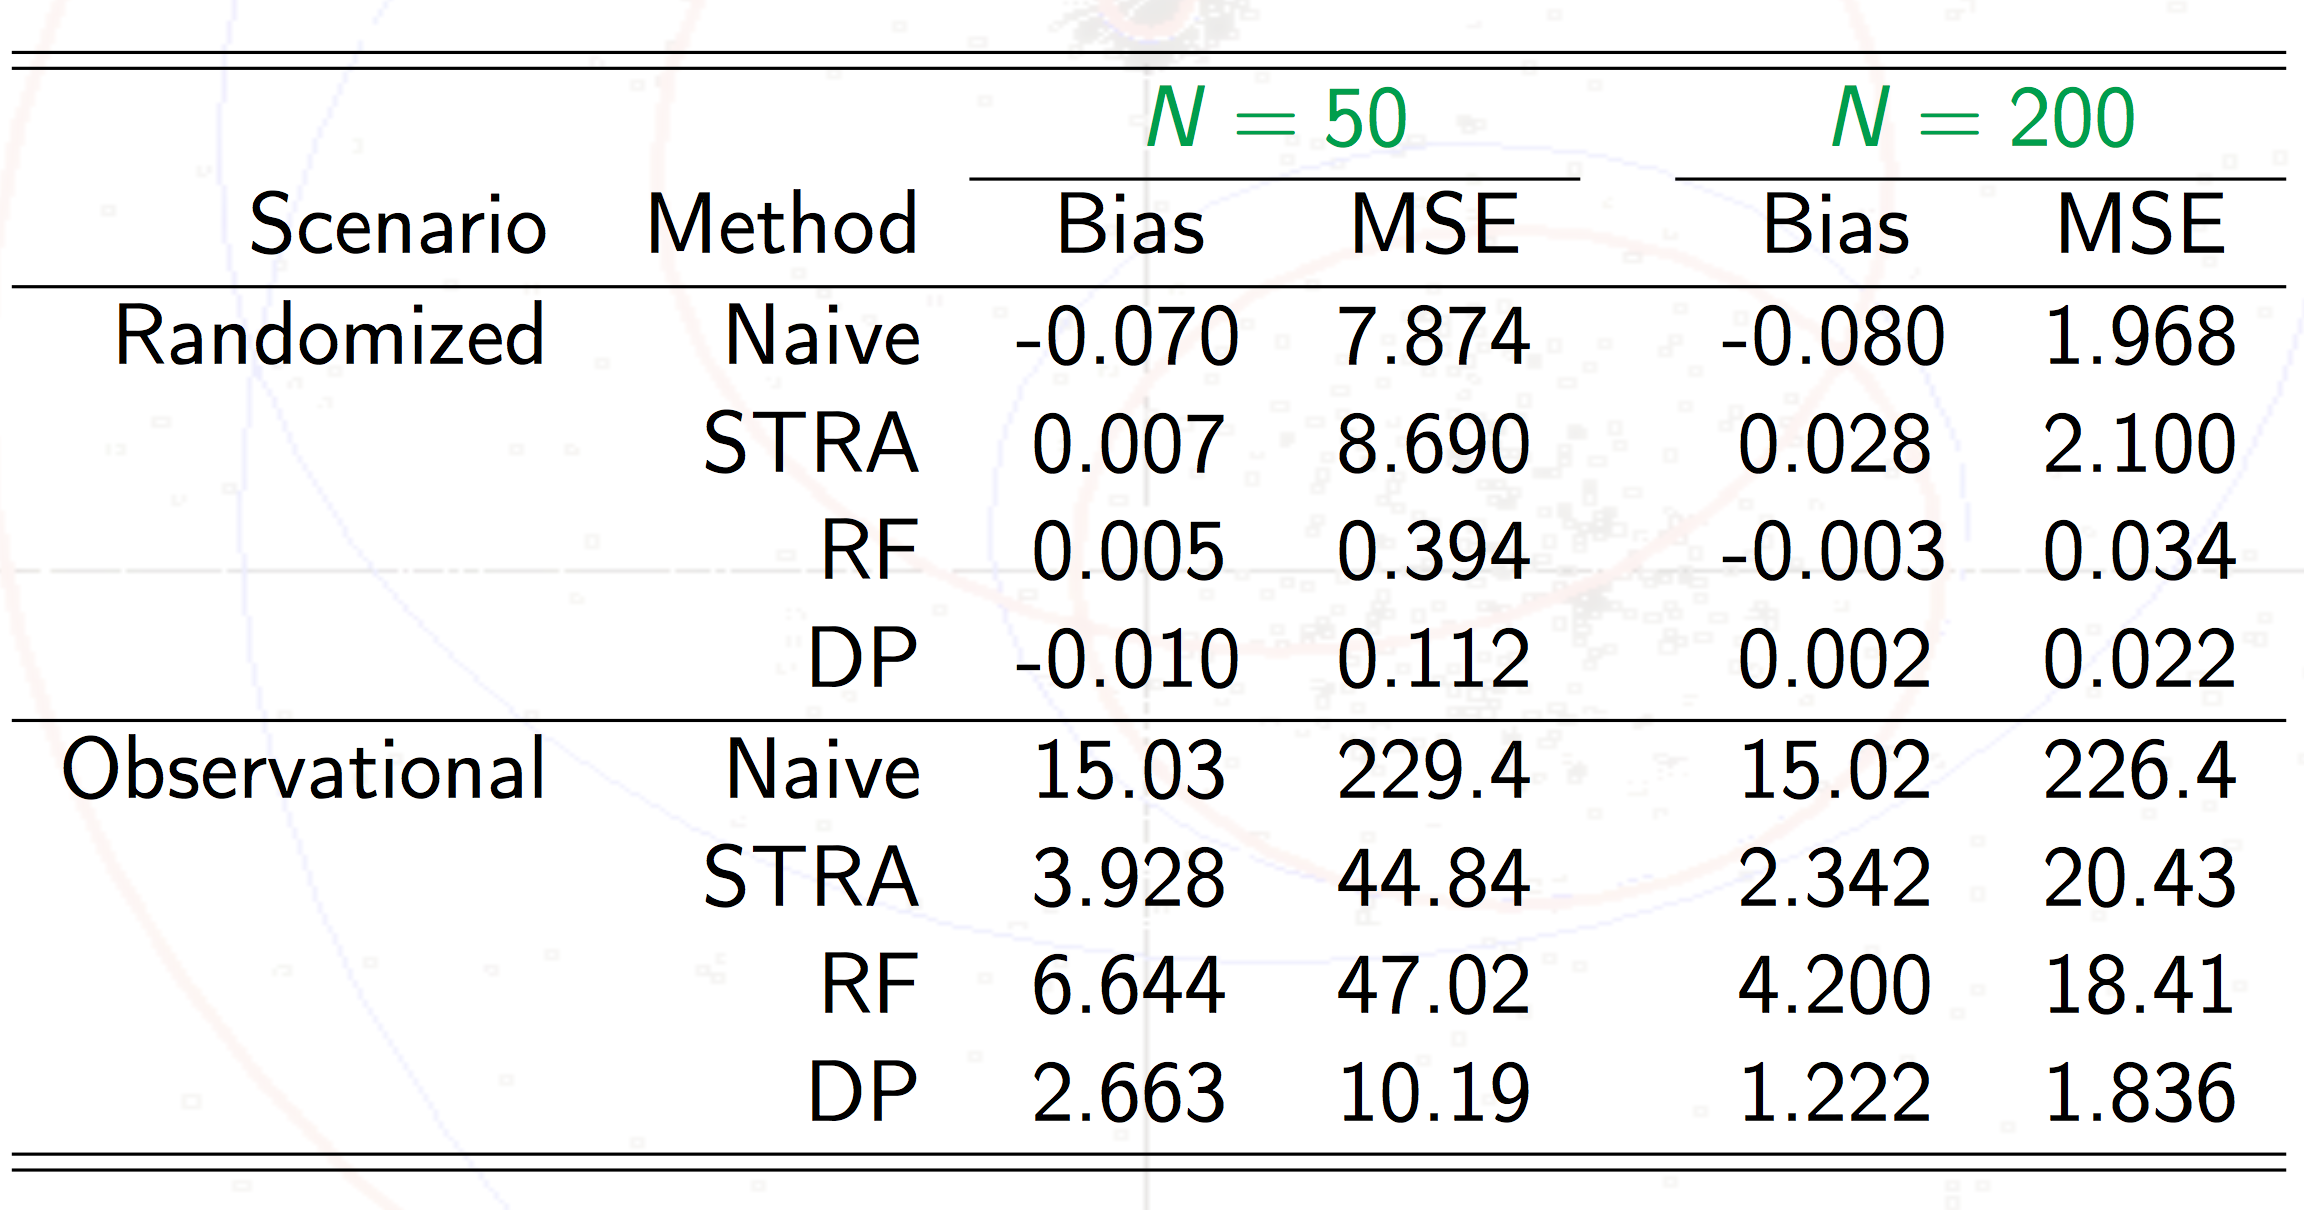 N = 50 N = 200
Scenario Method Bias MSE Bias MSE
Randomized Naive -0.070 7.874 -0.080 1.968
STRA 0.007 8.690 0.028 2.100
RF 0.005 0.394 -0.003 0.034
DP -0.010 0.112 0.002 0.022
Observational Naive 15.03 229.4 15.02 226.4
STRA 3.928 44.84 2.342 20.43
RF 6.644 47.02 4.200 18.41
DP 2.663 10.19 1.222 1.836